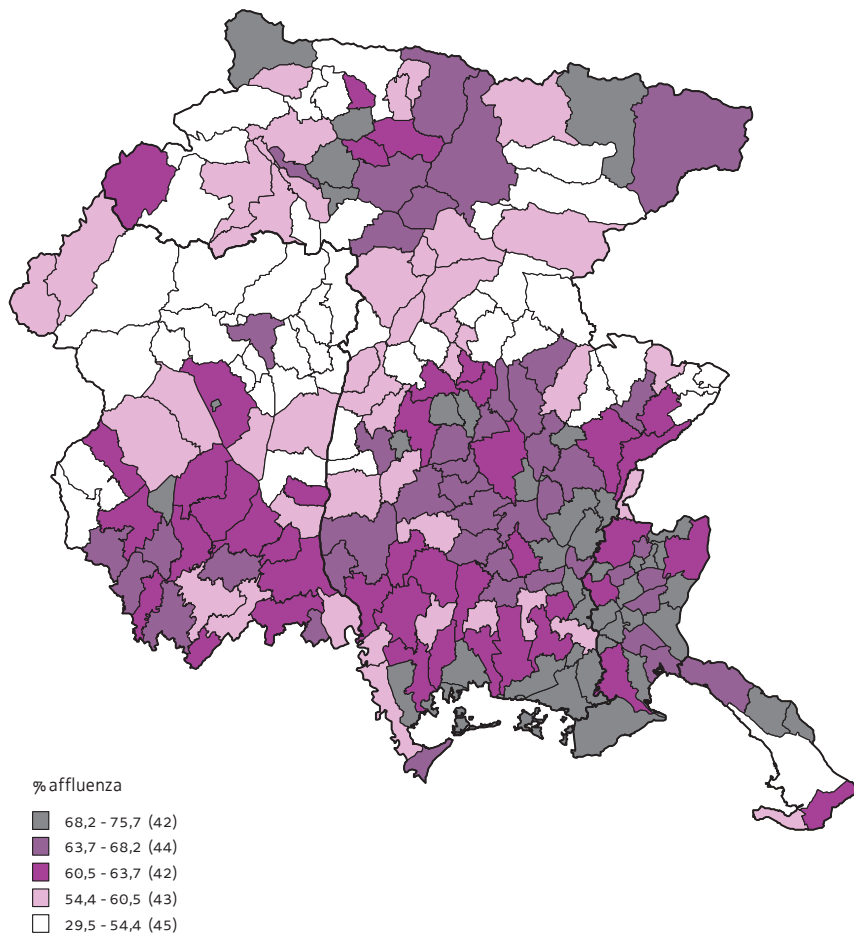 % affluenza
68,2 - 75,7 (42)
63,7 - 68,2 (44)
60,5 - 63,7 (42)
54,4 - 60,5 (43)
29,5 - 54,4 (45)